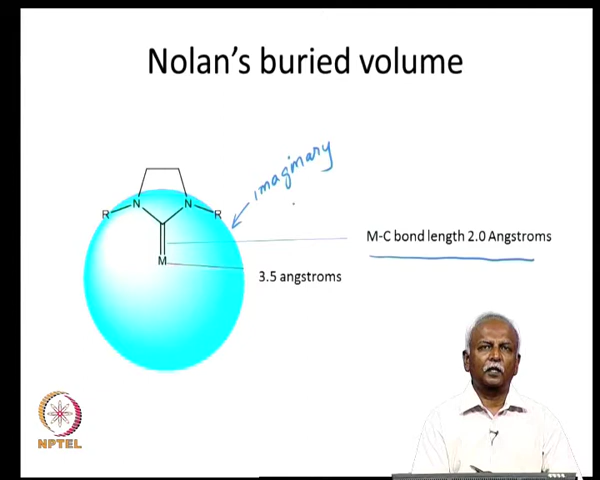 Nolan's buried volume
imaginary
R
N
N
R
M
M-C bond length 2.0 Angstroms
3.5 angstroms
NPTEL